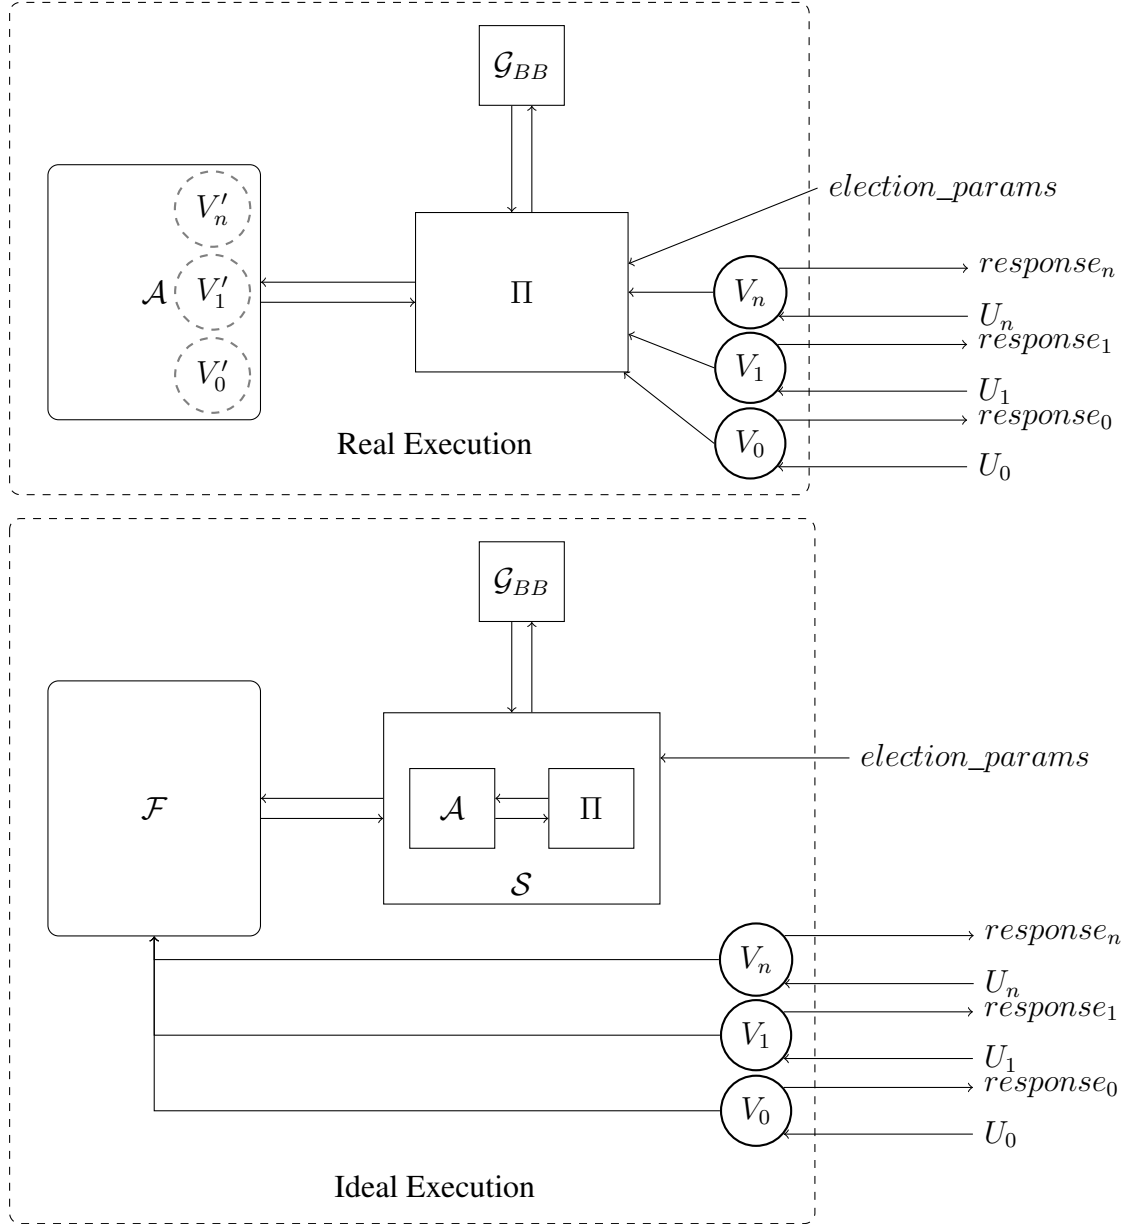 𝒢_BB
election_params
V′_n
response_n
𝒜 V′_1
Π
V_n
U_n
response_1
V_1
V′_0
U_1
response_0
Real Execution
V_0
U_0
𝒢_BB
election_params
ℱ
𝒜
Π
𝒮
response_n
V_n
U_n
response_1
V_1
U_1
response_0
V_0
U_0
Ideal Execution